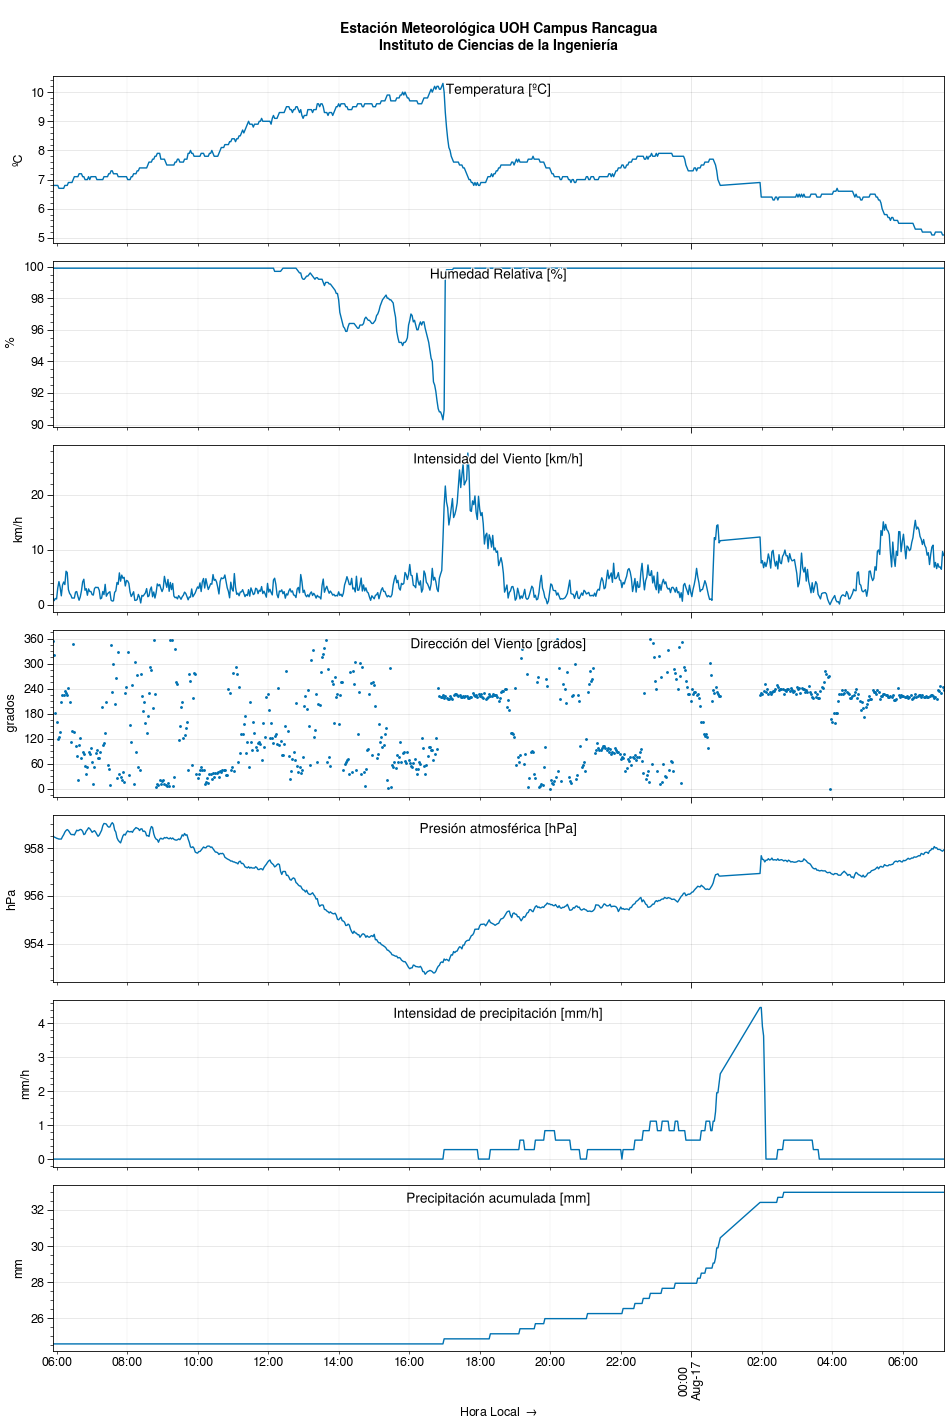 Estación Meteorológica UOH Campus Rancagua
Instituto de Ciencias de la Ingeniería
Temperatura [ºC]
ºC
10
9
8
7
6
5
Humedad Relativa [%]
%
100
98
96
94
92
90
Intensidad del Viento [km/h]
km/h
20
10
0
Dirección del Viento [grados]
grados
360
300
240
180
120
60
0
Presión atmosférica [hPa]
hPa
958
956
954
Intensidad de precipitación [mm/h]
mm/h
4
3
2
1
0
Precipitación acumulada [mm]
mm
32
30
28
26
06:00 08:00 10:00 12:00 14:00 16:00 18:00 20:00 22:00 00:00 02:00 04:00 06:00
Aug-17
Hora Local →